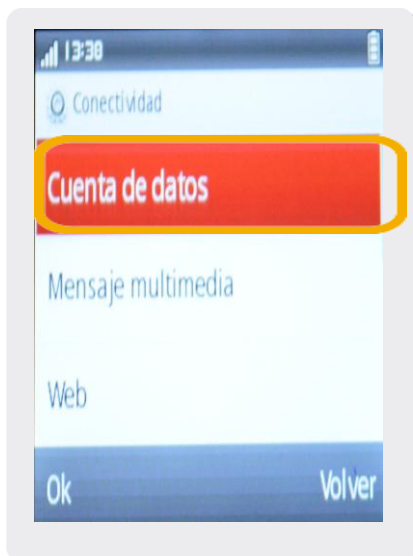 13:38
Conectividad
Cuenta de datos
Mensaje multimedia
Web
Ok Volver